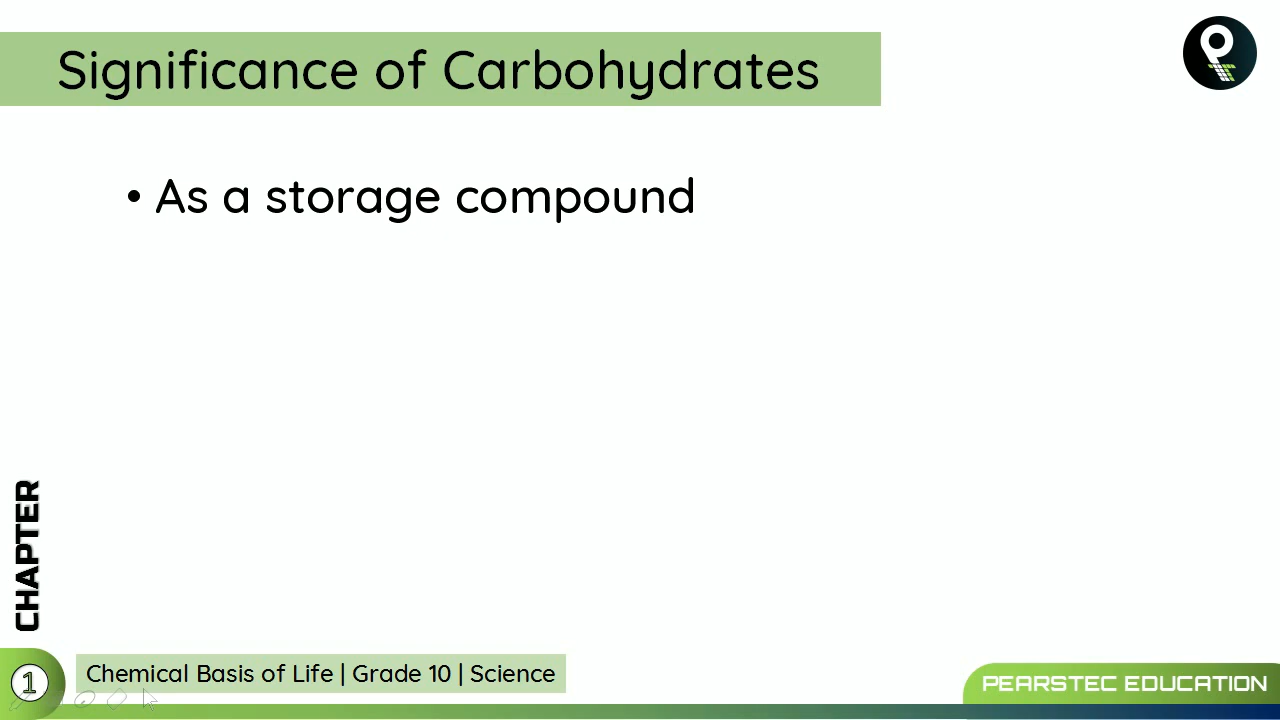 Significance of Carbohydrates
• As a storage compound
CHAPTER
1
Chemical Basis of Life | Grade 10 | Science
PEARSTEC EDUCATION